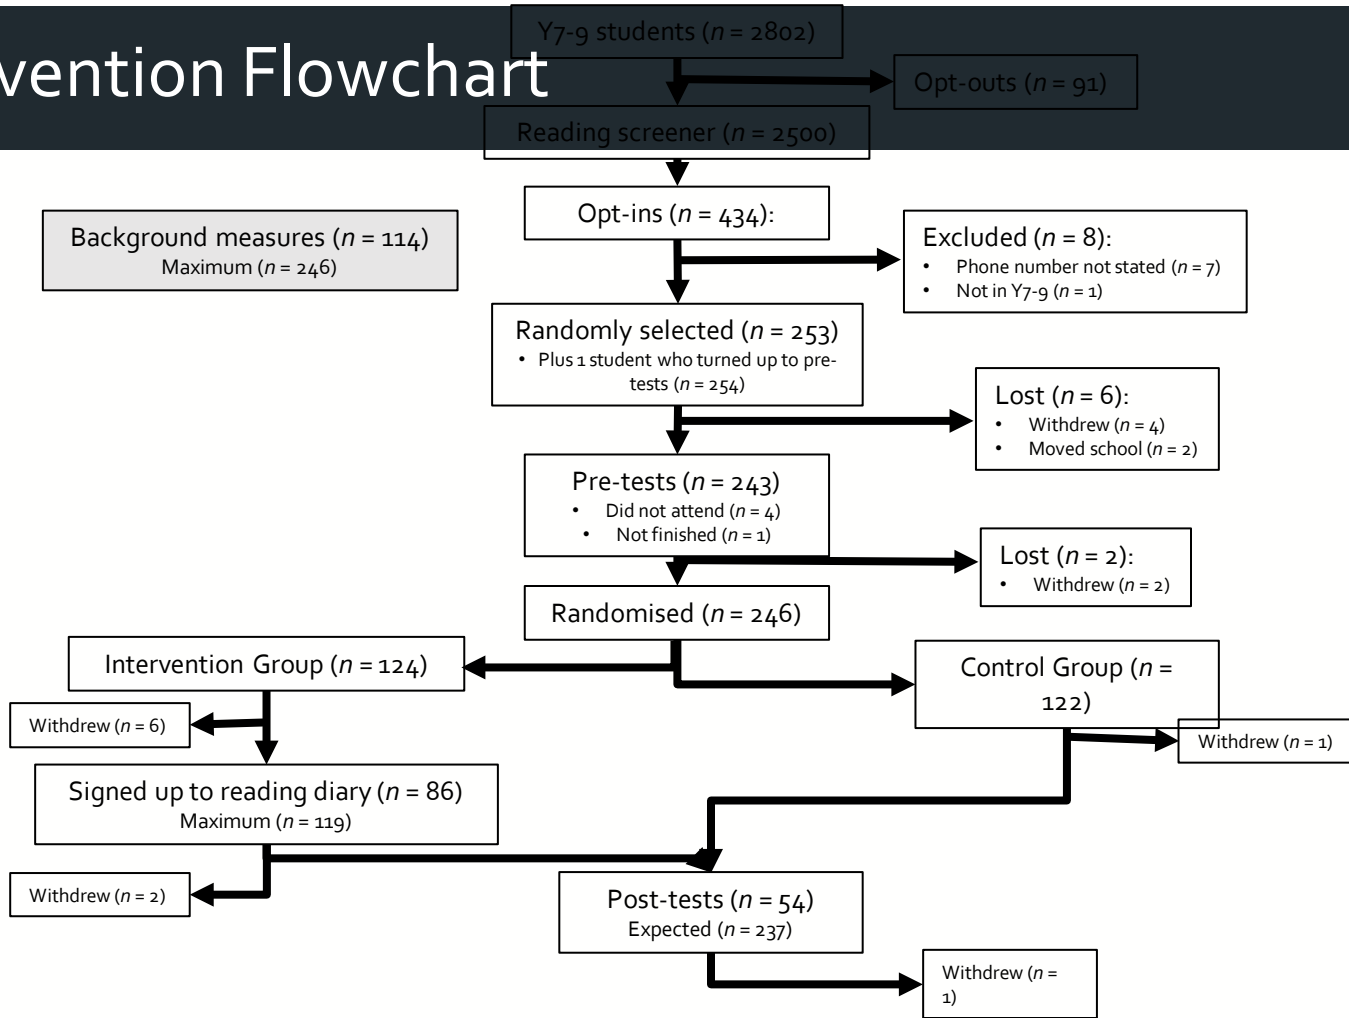 Y7-9 students (n = 2802)
vention Flowchart
Opt-outs (n = 91)
Reading screener (n = 2500)
Opt-ins (n = 434):
Background measures (n = 114)
Maximum (n = 246)
Excluded (n = 8):
• Phone number not stated (n = 7)
• Not in Y7-9 (n = 1)
Randomly selected (n = 253)
• Plus 1 student who turned up to pre-
tests (n = 254)
Lost (n = 6):
• Withdrew (n = 4)
• Moved school (n = 2)
Pre-tests (n = 243)
• Did not attend (n = 4)
• Not finished (n = 1)
Lost (n = 2):
• Withdrew (n = 2)
Randomised (n = 246)
Intervention Group (n = 124)
Control Group (n =
122)
Withdrew (n = 6)
Withdrew (n = 1)
Signed up to reading diary (n = 86)
Maximum (n = 119)
Withdrew (n = 2)
Post-tests (n = 54)
Expected (n = 237)
Withdrew (n =
1)